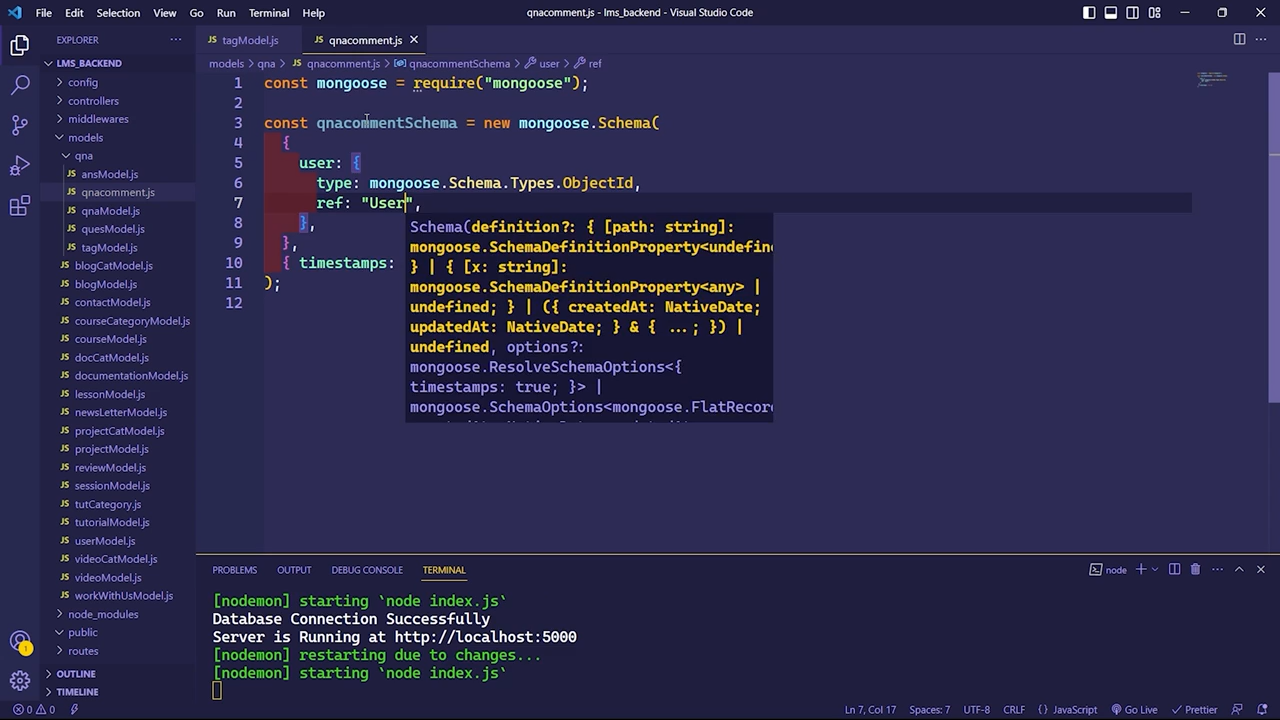 File Edit Selection View Go Run Terminal Help
qnacomment.js - lms_backend - Visual Studio Code
EXPLORER
LMS_BACKEND
config
controllers
middlewares
models
qna
ansModel.js
qnacomment.js
qnaModel.js
quesModel.js
tagModel.js
blogCatModel.js
blogModel.js
contactModel.js
courseCategoryModel.js
courseModel.js
docCatModel.js
documentationModel.js
lessonModel.js
newsLetterModel.js
projectCatModel.js
projectModel.js
reviewModel.js
sessionModel.js
tutCategory.js
tutorialModel.js
userModel.js
videoCatModel.js
videoModel.js
workWithUsModel.js
node_modules
public
routes
OUTLINE
TIMELINE
tagModel.js qnacomment.js
models > qna > qnacomment.js > qnacommentSchema > user > ref
1 const mongoose = require("mongoose");
2
3 const qnacommentSchema = new mongoose.Schema(
4 {
5 user: {
6 type: mongoose.Schema.Types.ObjectId,
7 ref: "User",
8 },
9 },
10 { timestamps:
11 );
12
Schema(definition?: { [path: string]:
mongoose.SchemaDefinitionProperty<undefine
} | { [x: string]:
mongoose.SchemaDefinitionProperty<any> |
undefined; } | ({ createdAt: NativeDate;
updatedAt: NativeDate; } & { ...; }) |
undefined, options?:
mongoose.ResolveSchemaOptions<{
timestamps: true; }> |
mongoose.SchemaOptions<mongoose.FlatRecord
PROBLEMS OUTPUT DEBUG CONSOLE TERMINAL
node
[nodemon] starting `node index.js`
Database Connection Successfully
Server is Running at http://localhost:5000
[nodemon] restarting due to changes...
[nodemon] starting `node index.js`
0 0 Ln 7, Col 17 Spaces: 7 UTF-8 CRLF {} JavaScript Go Live Prettier